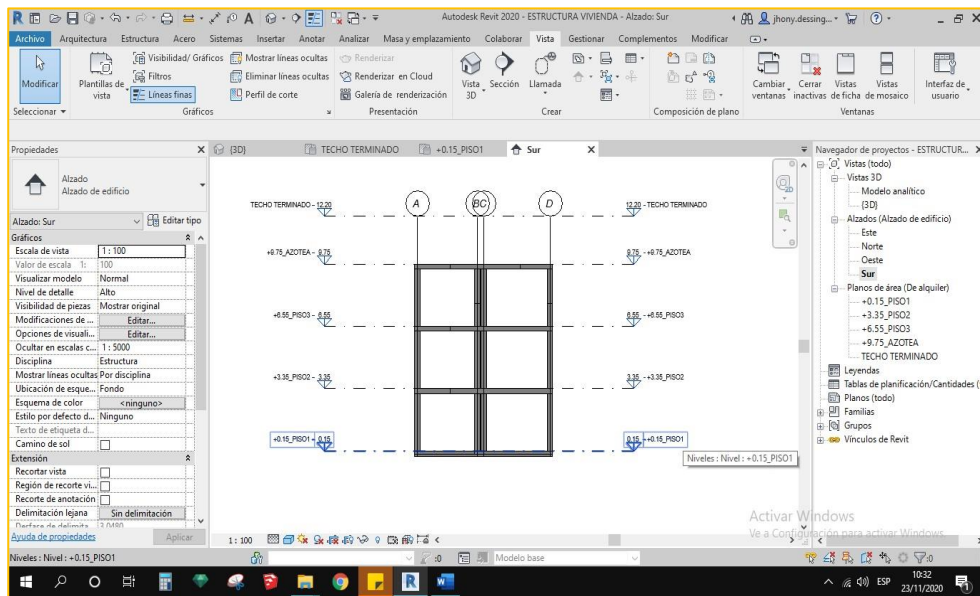 Autodesk Revit 2020 - ESTRUCTURA VIVIENDA - Alzado: Sur
jhony.dessing...
Archivo Arquitectura Estructura Acero Sistemas Insertar Anotar Analizar Masa y emplazamiento Colaborar Vista Gestionar Complementos Modificar
Modificar
Plantillas de vista
Visibilidad/ Gráficos
Filtros
Líneas finas
Mostrar líneas ocultas
Eliminar líneas ocultas
Perfil de corte
Renderizar
Renderizar en Cloud
Galería de renderización
Vista 3D
Sección
Llamada
Cambiar ventanas
Cerrar inactivas
Vistas de ficha
Vistas de mosaico
Interfaz de usuario
Seleccionar
Gráficos
Presentación
Crear
Composición de plano
Ventanas
Propiedades X
Alzado
Alzado de edificio
Alzado: Sur
Editar tipo
Gráficos
Escala de vista 1 : 100
Valor de escala 1: 100
Visualizar modelo Normal
Nivel de detalle Alto
Visibilidad de piezas Mostrar original
Modificaciones de ... Editar...
Opciones de visuali... Editar...
Ocultar en escalas c... 1 : 5000
Disciplina Estructura
Mostrar líneas ocultas Por disciplina
Ubicación de esque... Fondo
Esquema de color <ninguno>
Estilo por defecto d... Ninguno
Texto de etiqueta d...
Camino de sol
Extensión
Recortar vista
Región de recorte vi...
Recorte de anotación
Delimitación lejana Sin delimitación
Ayuda de propiedades
Aplicar
{3D}
TECHO TERMINADO
+0.15_PISO1
Sur X
A
B C
D
TECHO TERMINADO - 12.20
12.20 - TECHO TERMINADO
+9.75_AZOTEA - 9.75
9.75 - +9.75_AZOTEA
+6.55_PISO3 - 6.55
6.55 - +6.55_PISO3
+3.35_PISO2 - 3.35
3.35 - +3.35_PISO2
+0.15_PISO1 - 0.15
0.15 - +0.15_PISO1
Niveles : Nivel : +0.15_PISO1
1 : 100
Navegador de proyectos - ESTRUCTUR... X
Vistas (todo)
Vistas 3D
Modelo analítico
{3D}
Alzados (Alzado de edificio)
Este
Norte
Oeste
Sur
Planos de área (De alquiler)
+0.15_PISO1
+3.35_PISO2
+6.55_PISO3
+9.75_AZOTEA
TECHO TERMINADO
Leyendas
Tablas de planificación/Cantidades (
Planos (todo)
Familias
Grupos
Vínculos de Revit
Activar Windows
Ve a Configuración para activar Windows.
Niveles : Nivel : +0.15_PISO1
:0
Modelo base
:0
ESP
10:32
23/11/2020